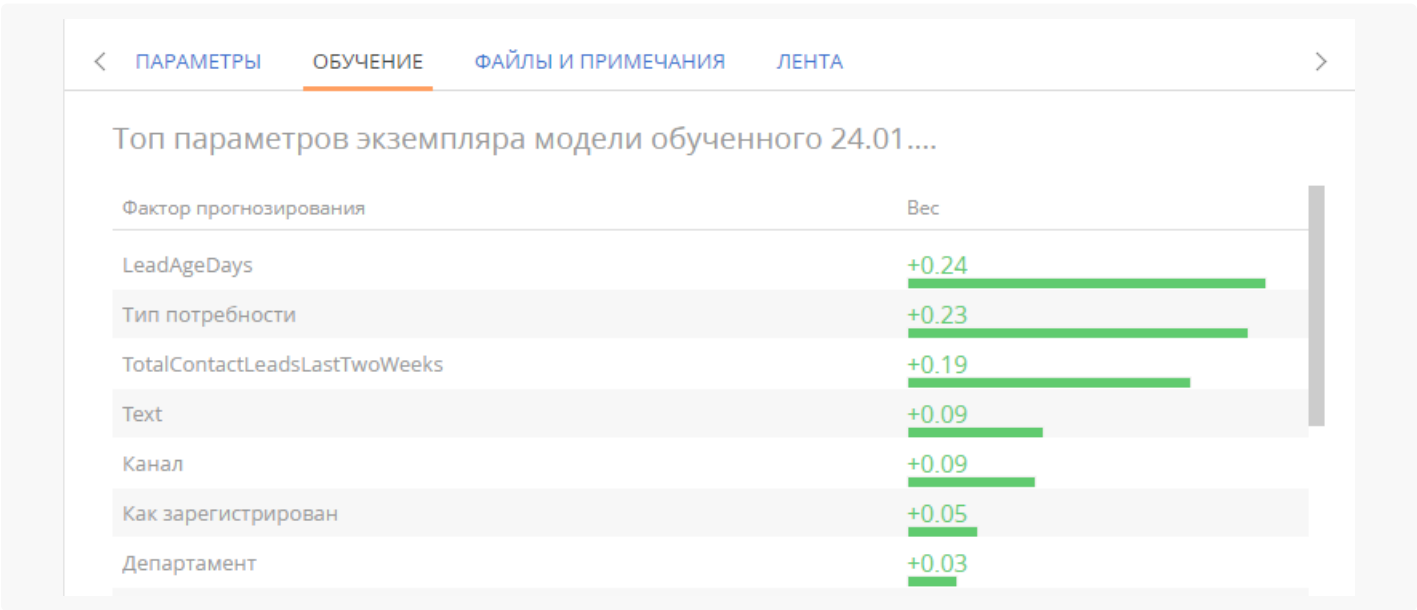 ПАРАМЕТРЫ ОБУЧЕНИЕ ФАЙЛЫ И ПРИМЕЧАНИЯ ЛЕНТА
Топ параметров экземпляра модели обученного 24.01....
Фактор прогнозирования Вес
LeadAgeDays +0.24
Тип потребности +0.23
TotalContactLeadsLastTwoWeeks +0.19
Text +0.09
Канал +0.09
Как зарегистрирован +0.05
Департамент +0.03